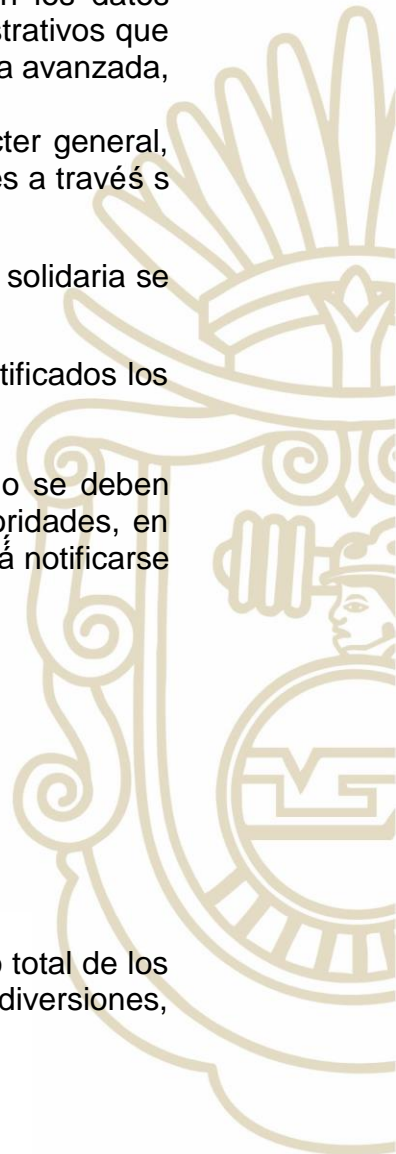 los datos
strativos que
a avanzada,
cter general,
es a travéś s
solidaria se
tificados los
o se deben
oridades, en
á́ notificarse
total de los
diversiones,